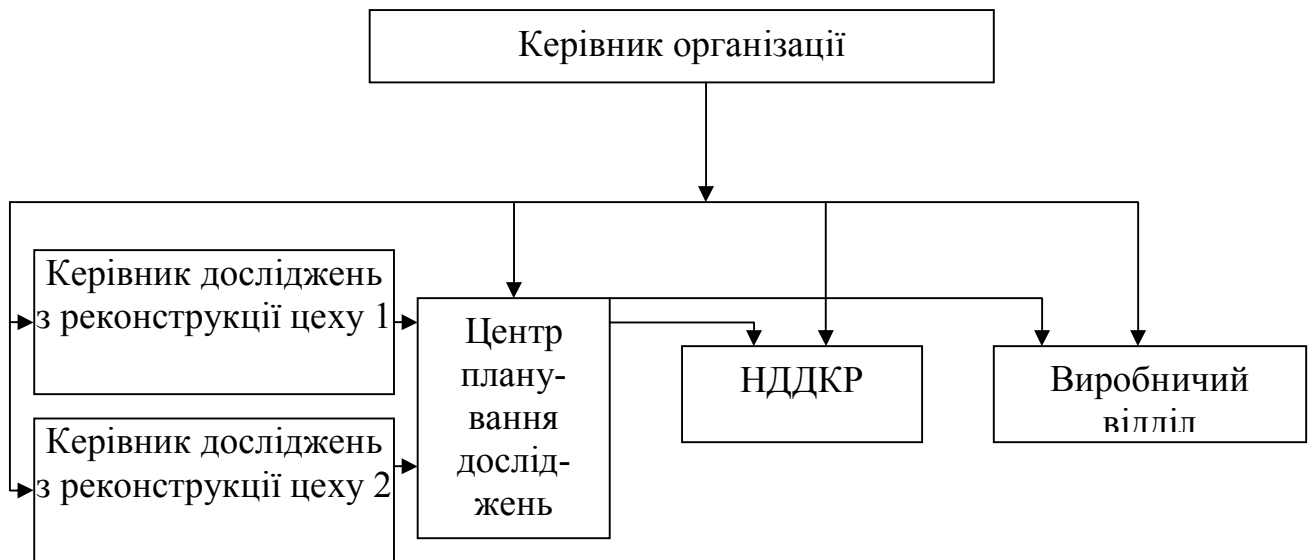 Керівник організації
Керівник досліджень
з реконструкції цеху 1
Центр
плану-
вання
дослід-
жень
НДДКР
Виробничий
відділ
Керівник досліджень
з реконструкції цеху 2